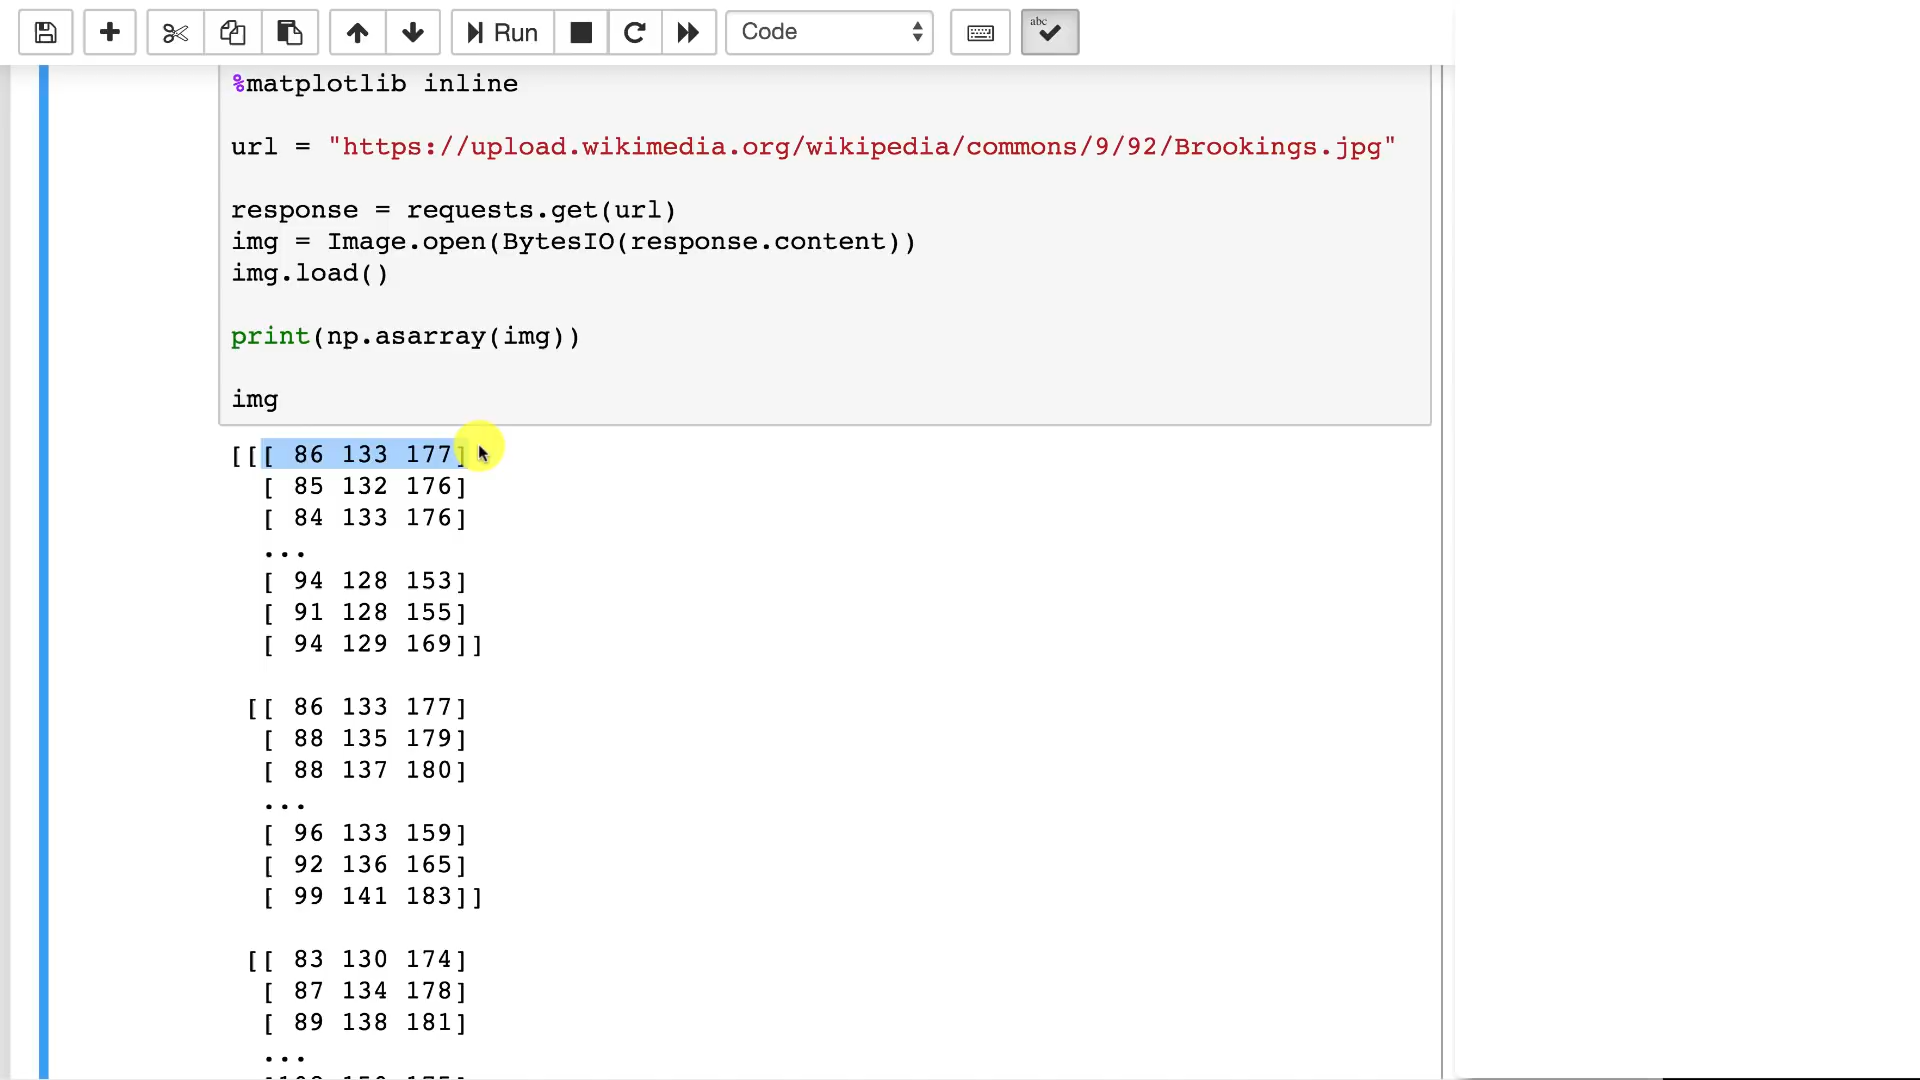 Run
Code
abc
%matplotlib inline
url = "https://upload.wikimedia.org/wikipedia/commons/9/92/Brookings.jpg"
response = requests.get(url)
img = Image.open(BytesIO(response.content))
img.load()
print(np.asarray(img))
img
[[[ 86 133 177]
[ 85 132 176]
[ 84 133 176]
...
[ 94 128 153]
[ 91 128 155]
[ 94 129 169]]
[[ 86 133 177]
[ 88 135 179]
[ 88 137 180]
...
[ 96 133 159]
[ 92 136 165]
[ 99 141 183]]
[[ 83 130 174]
[ 87 134 178]
[ 89 138 181]
...